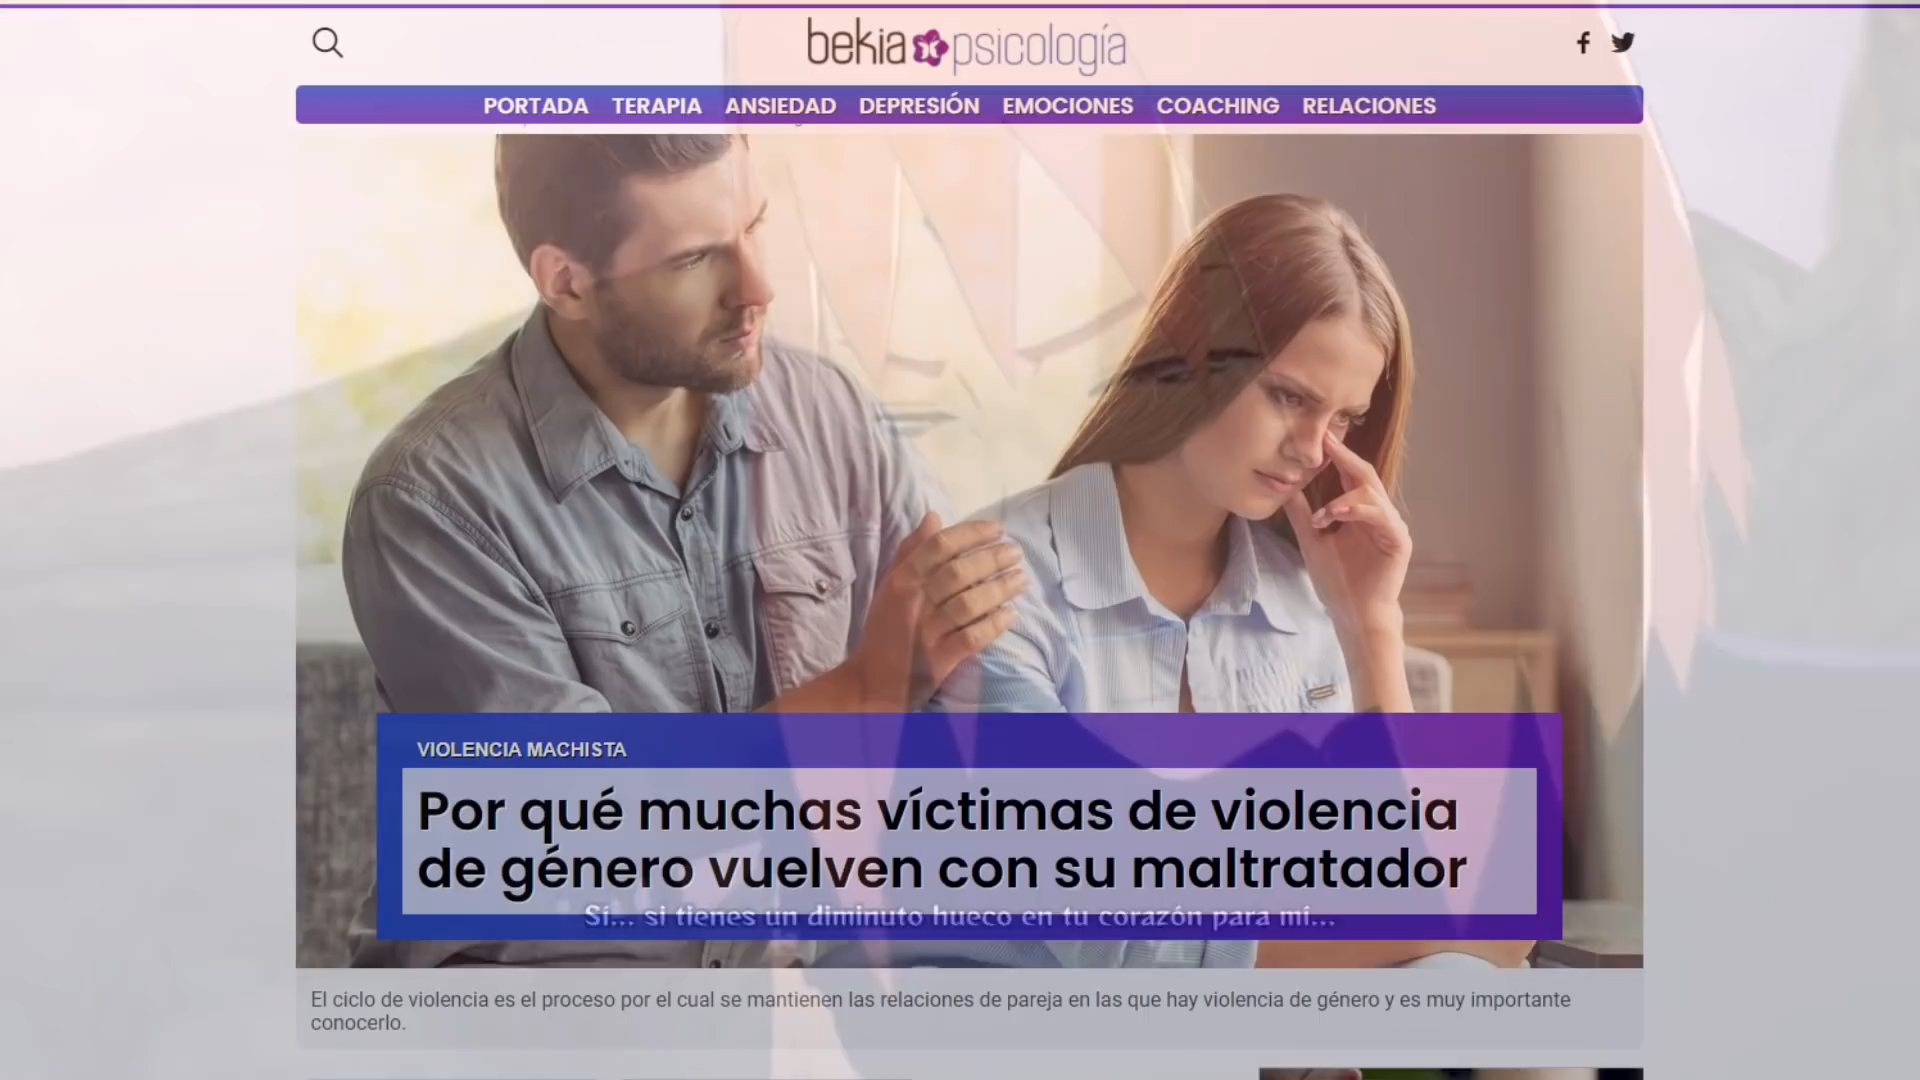 bekia psicología
PORTADA TERAPIA ANSIEDAD DEPRESIÓN EMOCIONES COACHING RELACIONES
VIOLENCIA MACHISTA
Por qué muchas víctimas de violencia
de género vuelven con su maltratador
Sí... si tienes un diminuto hueco en tu corazón para mí...
El ciclo de violencia es el proceso por el cual se mantienen las relaciones de pareja en las que hay violencia de género y es muy importante
conocerlo.